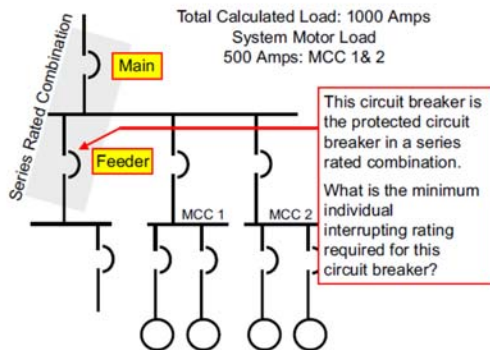 Total Calculated Load: 1000 Amps
System Motor Load
500 Amps: MCC 1& 2
Series Rated Combination
Main
Feeder
This circuit breaker is
the protected circuit
breaker in a series
rated combination.
What is the minimum
individual
interrupting rating
required for this
circuit breaker?
MCC 1
MCC 2